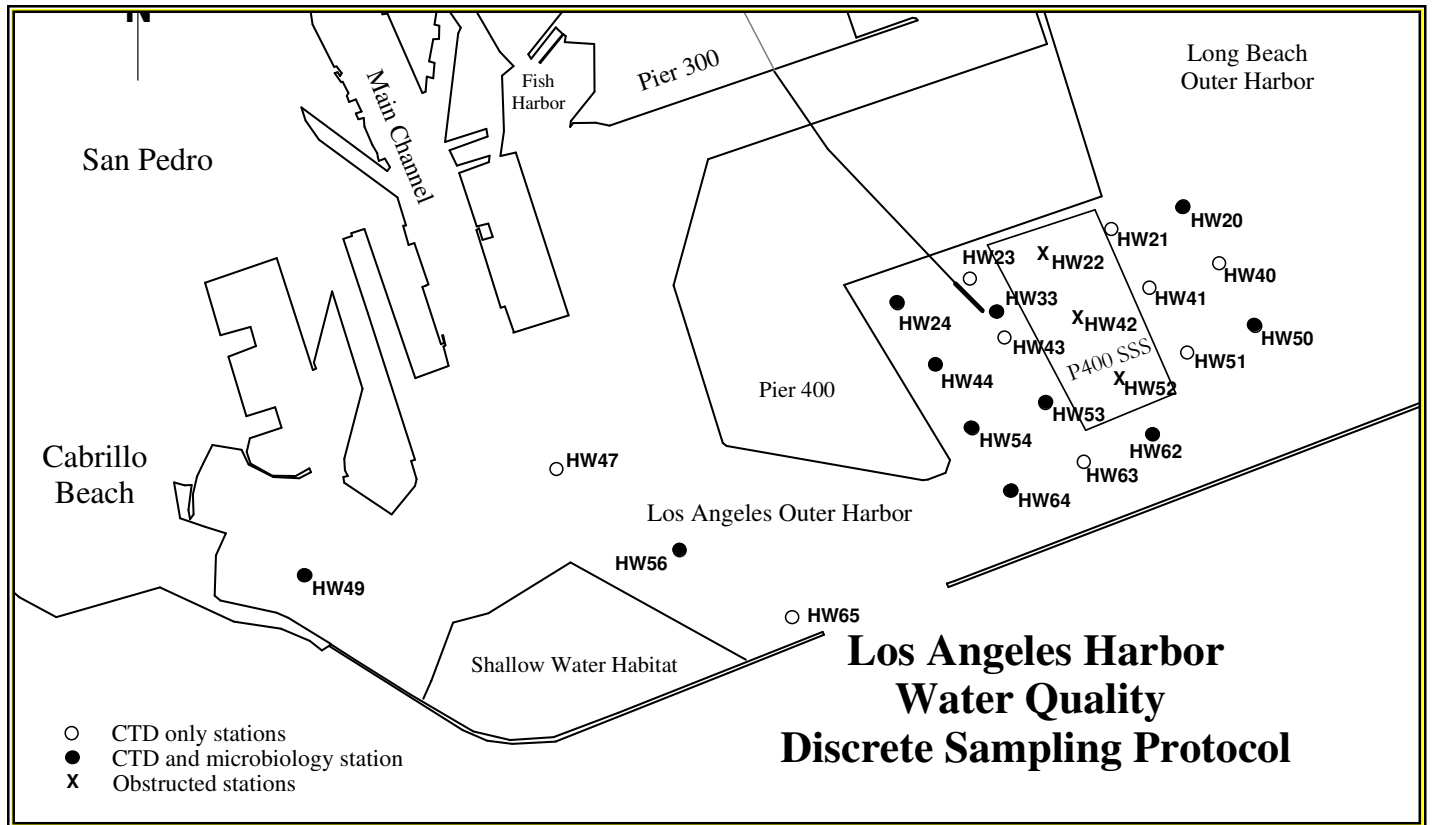 N
Long Beach
Outer Harbor
Pier 300
Fish
Harbor
Main Channel
San Pedro
HW20
HW21
HW22
HW23
HW40
HW41
HW33
HW24
HW42
HW50
HW43
P400 SSS
HW51
HW44
HW52
Pier 400
HW53
HW54
HW62
HW63
HW64
Cabrillo
Beach
HW47
Los Angeles Outer Harbor
HW56
HW49
HW65
Shallow Water Habitat
Los Angeles Harbor
Water Quality
Discrete Sampling Protocol
CTD only stations
CTD and microbiology station
X Obstructed stations